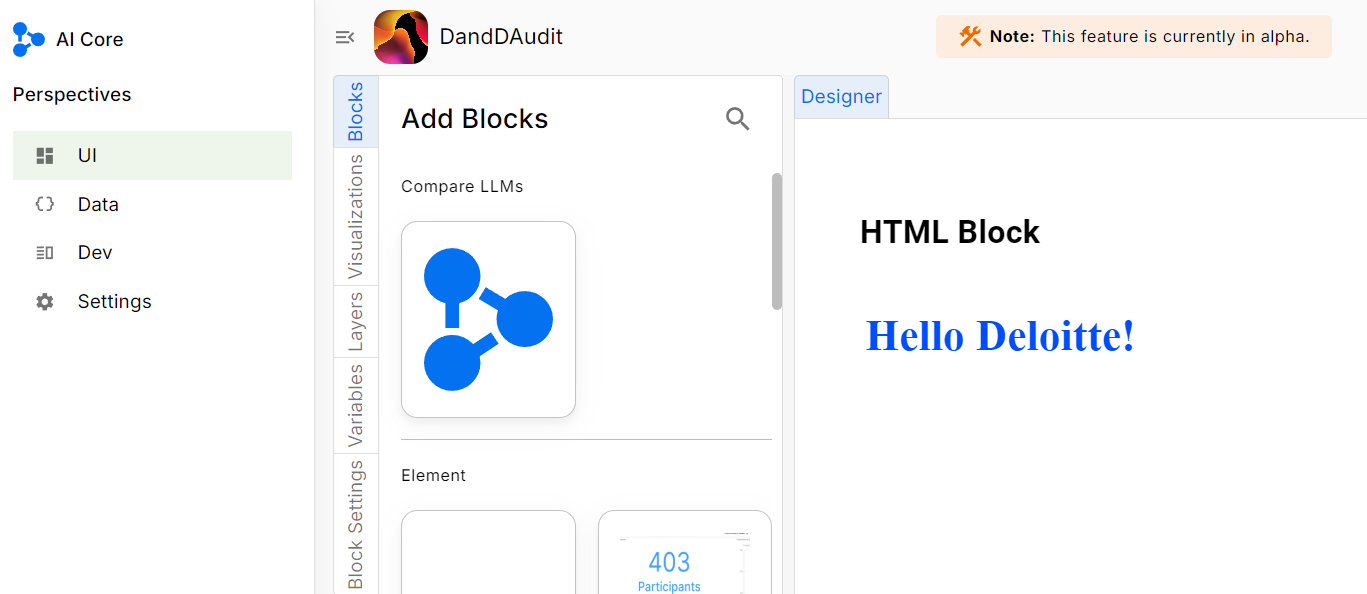 AI Core
Perspectives
UI
Data
Dev
Settings
DandDAudit
Note: This feature is currently in alpha.
Blocks
Visualizations
Layers
Variables
Block Settings
Add Blocks
Compare LLMs
Element
403
Participants
Designer
HTML Block
Hello Deloitte!